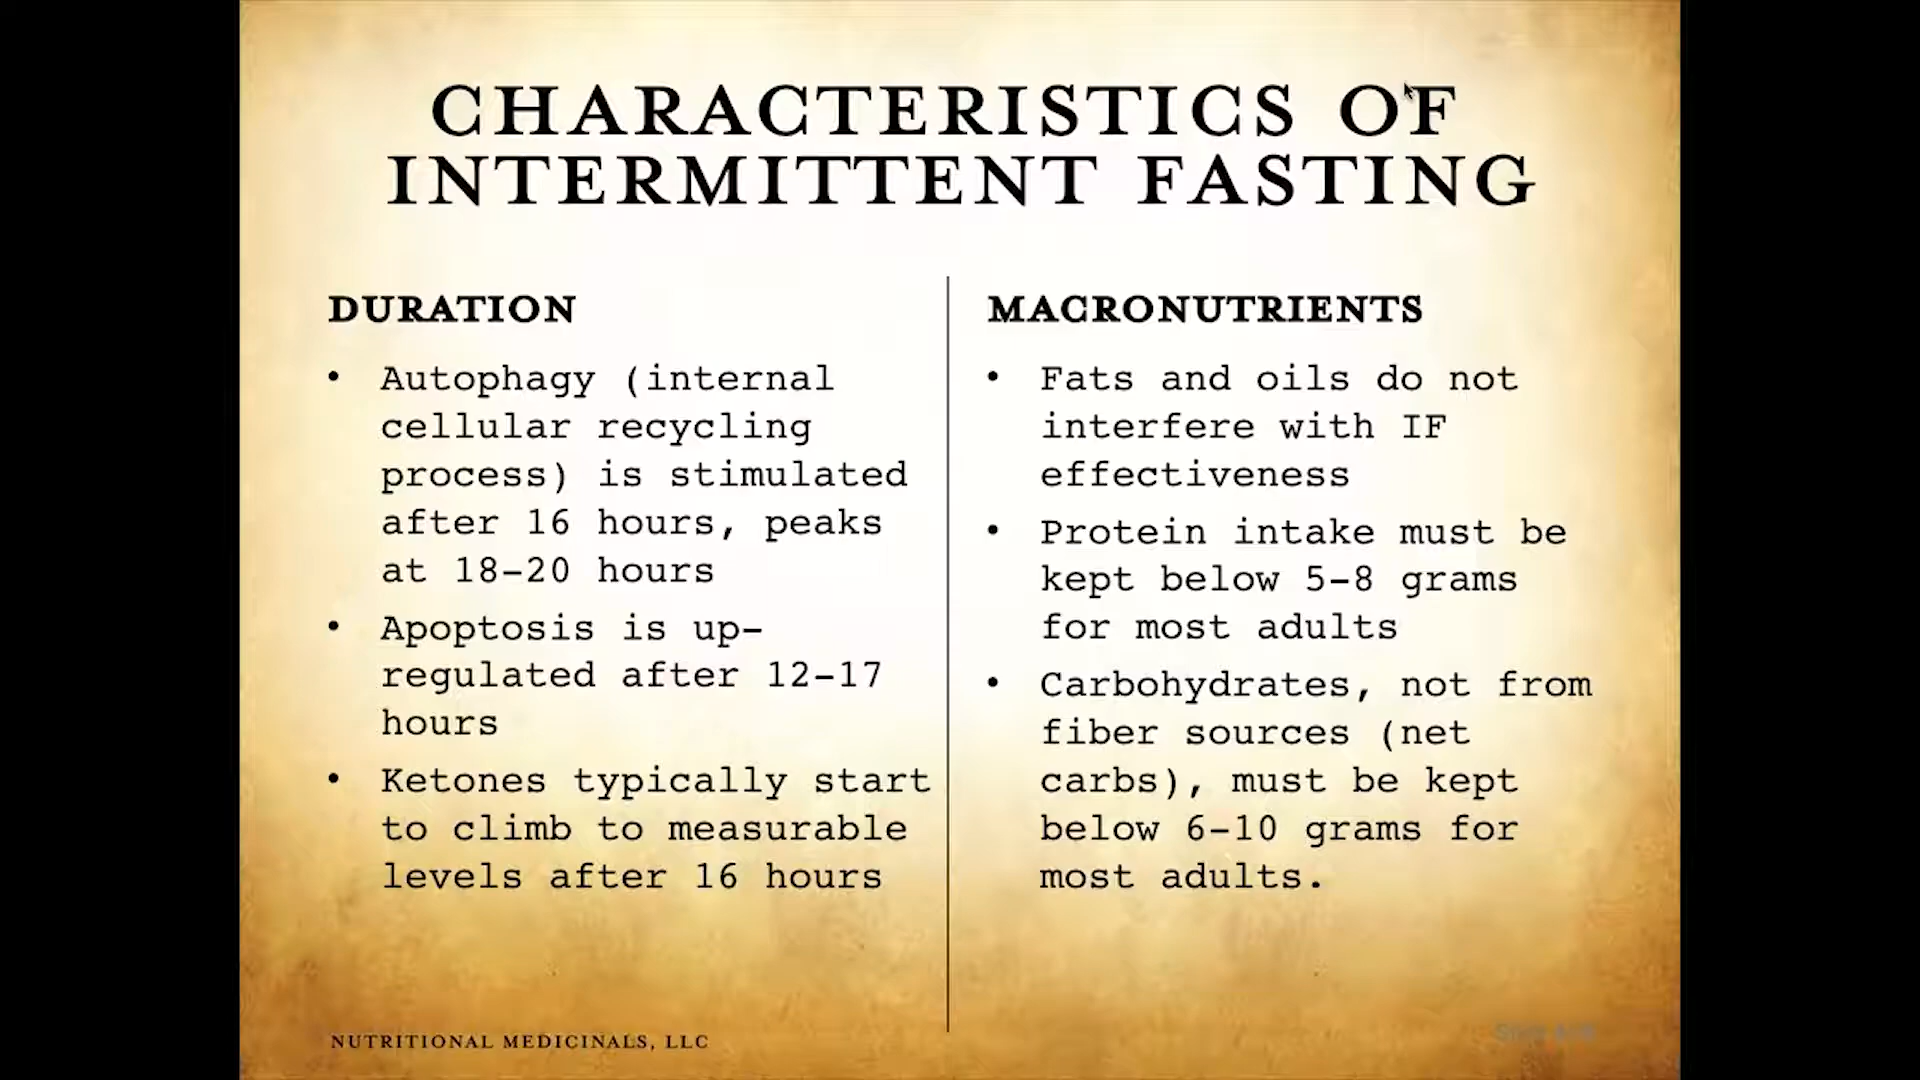 CHARACTERISTICS OF
INTERMITTENT FASTING
DURATION
• Autophagy (internal
cellular recycling
process) is stimulated
after 16 hours, peaks
at 18-20 hours
• Apoptosis is up-
regulated after 12-17
hours
• Ketones typically start
to climb to measurable
levels after 16 hours
MACRONUTRIENTS
• Fats and oils do not
interfere with IF
effectiveness
• Protein intake must be
kept below 5-8 grams
for most adults
• Carbohydrates, not from
fiber sources (net
carbs), must be kept
below 6-10 grams for
most adults.
NUTRITIONAL MEDICINALS, LLC